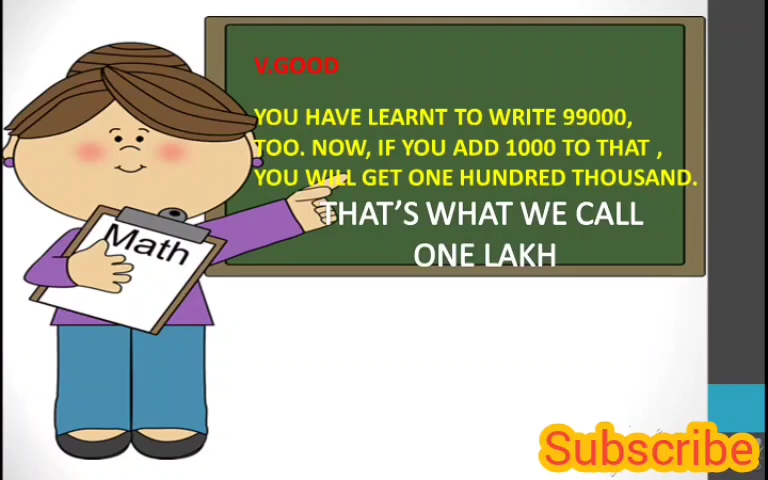 V.GOOD
YOU HAVE LEARNT TO WRITE 99000,
TOO. NOW, IF YOU ADD 1000 TO THAT ,
YOU WILL GET ONE HUNDRED THOUSAND.
THAT'S WHAT WE CALL
ONE LAKH
Math
Subscribe